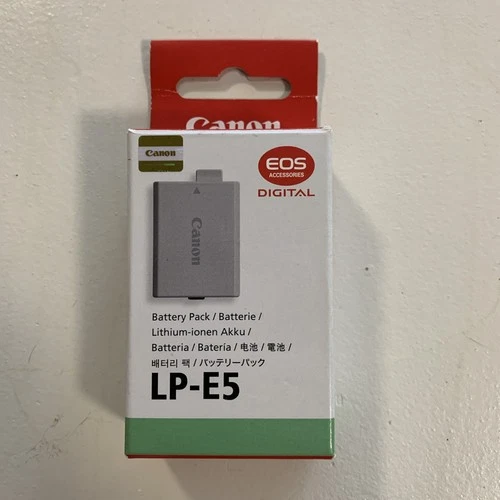 Canon
Canon
EOS
ACCESSORIES
DIGITAL
Canon
Battery Pack / Batterie /
Lithium-ionen Akku /
Batteria / Batería / 电池 / 電池 /
배터리 팩 / バッテリーパック
LP-E5